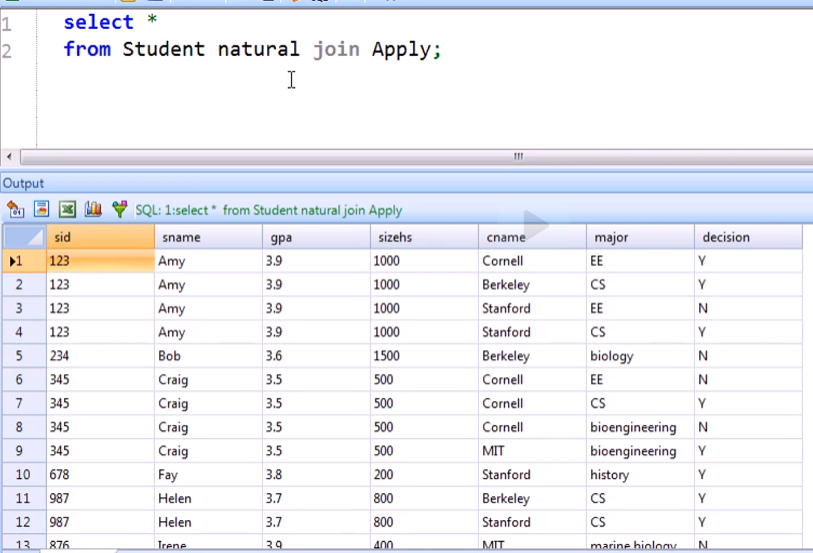 1 select *
2 from Student natural join Apply;
Output
SQL: 1:select * from Student natural join Apply
sid sname gpa sizehs cname major decision
1 123 Amy 3.9 1000 Cornell EE Y
2 123 Amy 3.9 1000 Berkeley CS Y
3 123 Amy 3.9 1000 Stanford EE N
4 123 Amy 3.9 1000 Stanford CS Y
5 234 Bob 3.6 1500 Berkeley biology N
6 345 Craig 3.5 500 Cornell EE N
7 345 Craig 3.5 500 Cornell CS Y
8 345 Craig 3.5 500 Cornell bioengineering N
9 345 Craig 3.5 500 MIT bioengineering Y
10 678 Fay 3.8 200 Stanford history Y
11 987 Helen 3.7 800 Berkeley CS Y
12 987 Helen 3.7 800 Stanford CS Y
13 876 Irene 3.9 400 MIT marine biology N